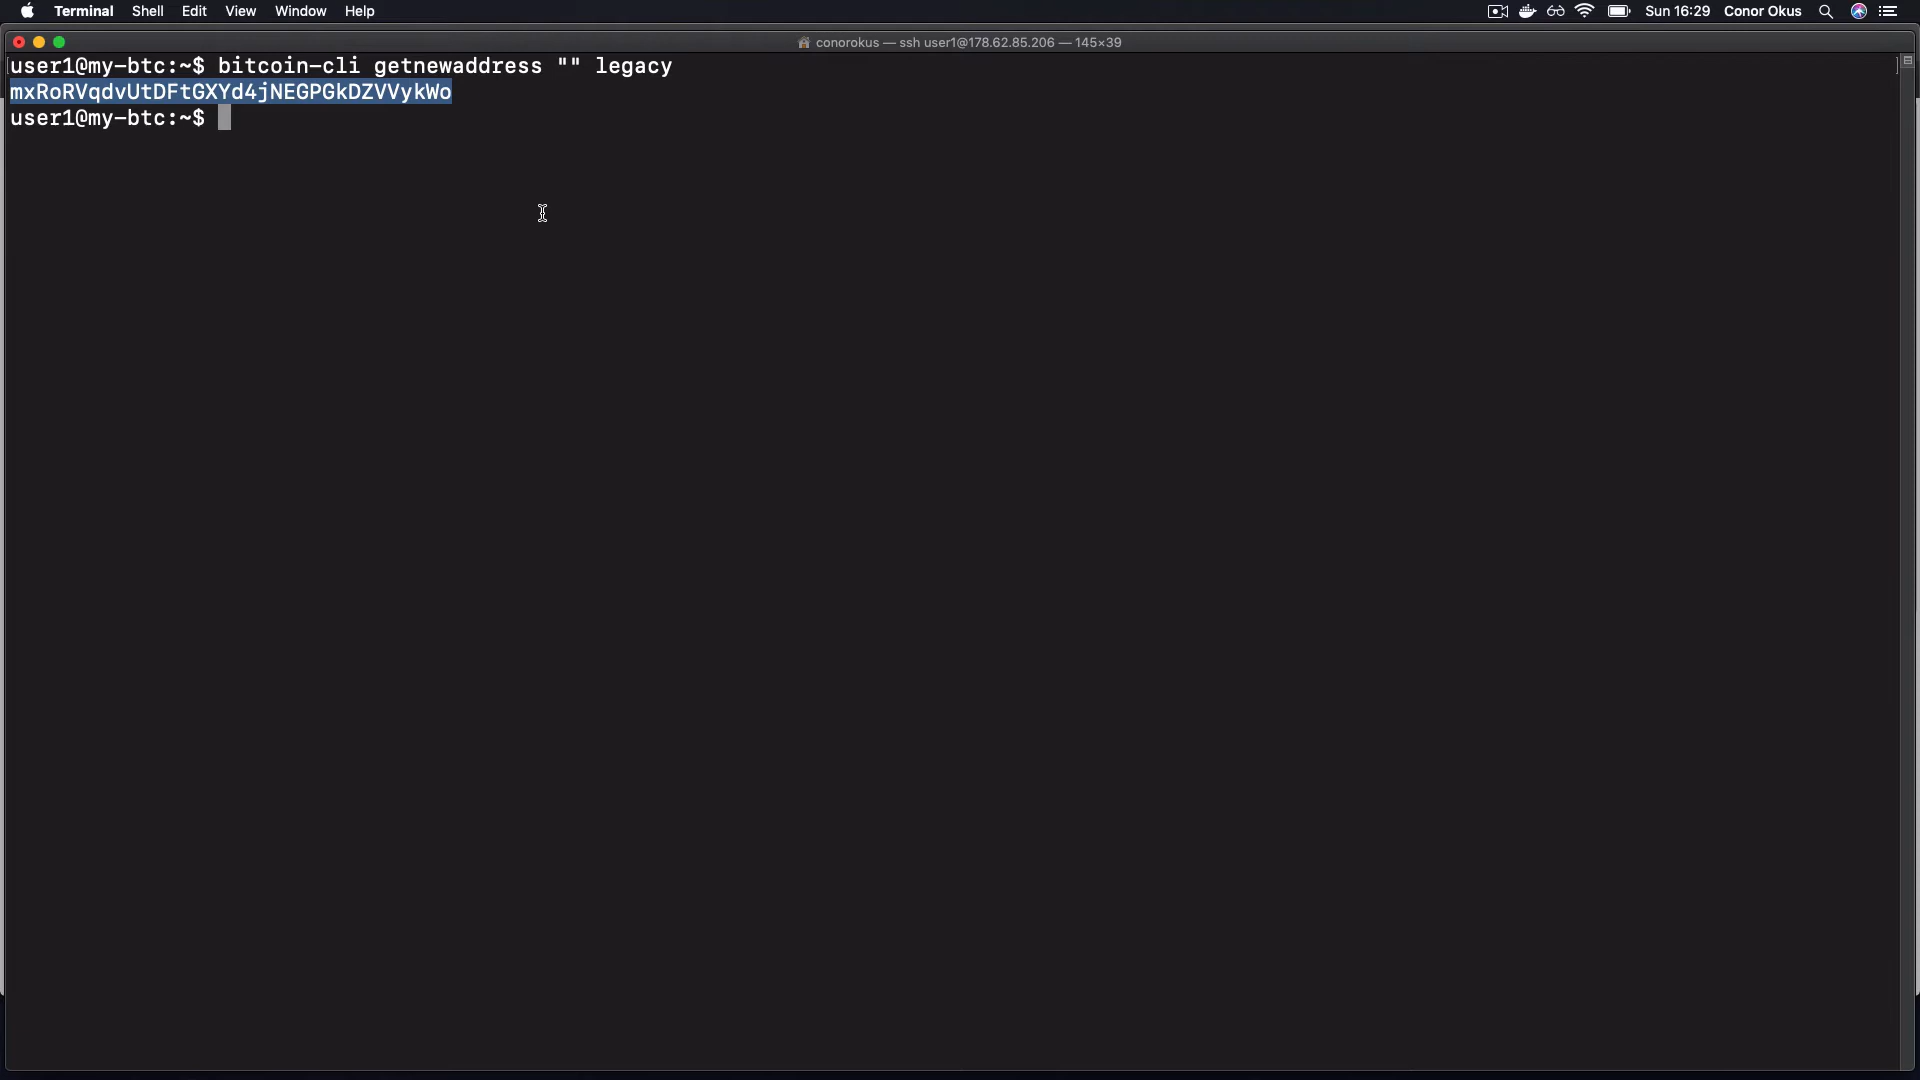 Terminal Shell Edit View Window Help Sun 16:29 Conor Okus
conorokus — ssh user1@178.62.85.206 — 145×39
user1@my-btc:~$ bitcoin-cli getnewaddress "" legacy
mxRoRVqdvUtDFtGXYd4jNEGPGkDZVVykWo
user1@my-btc:~$